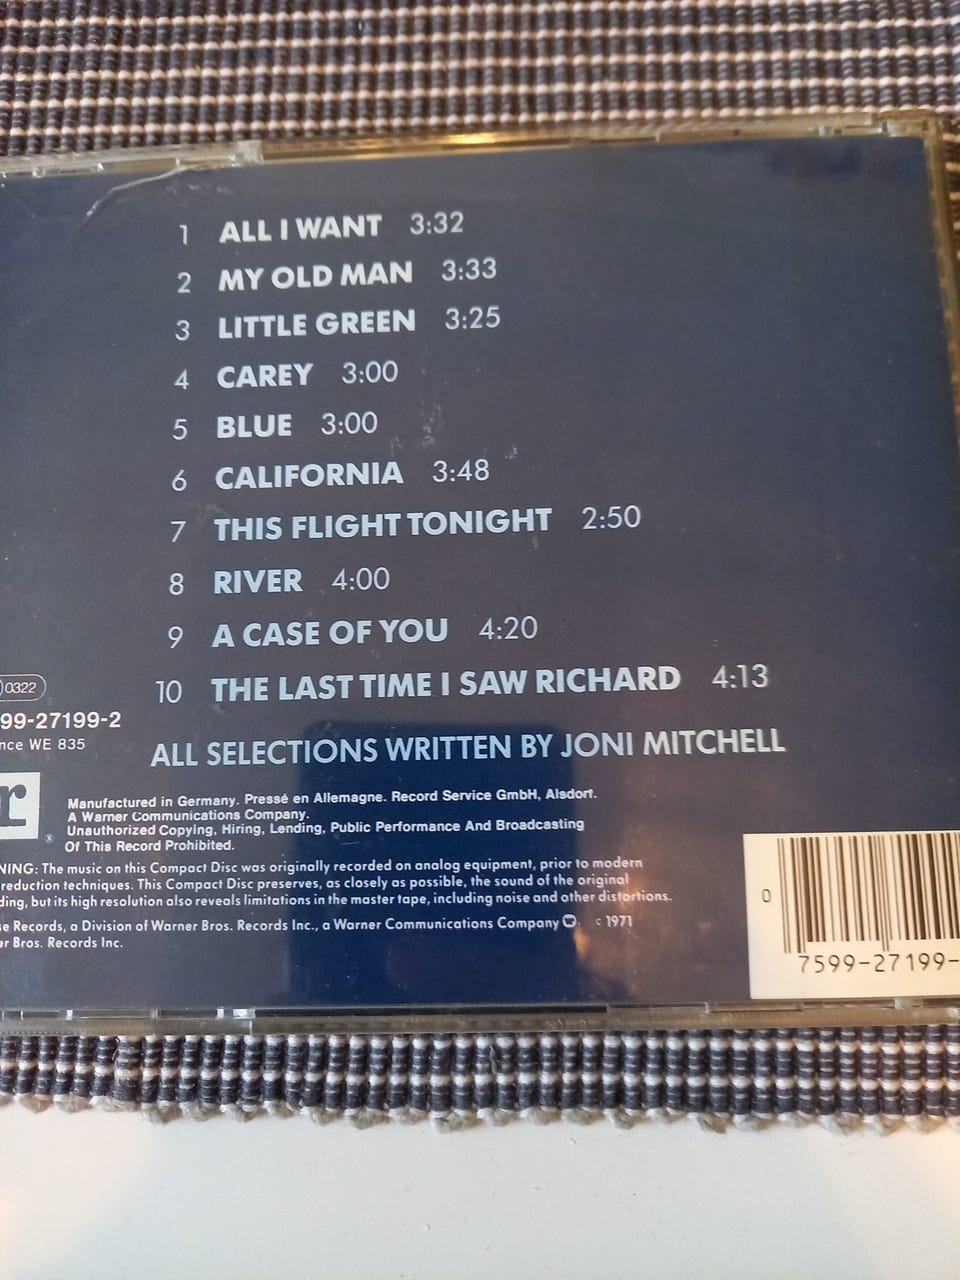 1 ALL I WANT 3:32
2 MY OLD MAN 3:33
3 LITTLE GREEN 3:25
4 CAREY 3:00
5 BLUE 3:00
6 CALIFORNIA 3:48
7 THIS FLIGHT TONIGHT 2:50
8 RIVER 4:00
9 A CASE OF YOU 4:20
10 THE LAST TIME I SAW RICHARD 4:13
0322
99-27199-2
nce WE 835
ALL SELECTIONS WRITTEN BY JONI MITCHELL
r ®
Manufactured in Germany. Pressé en Allemagne. Record Service GmbH, Alsdorf.
A Warner Communications Company.
Unauthorized Copying, Hiring, Lending, Public Performance And Broadcasting
Of This Record Prohibited.
NING: The music on this Compact Disc was originally recorded on analog equipment, prior to modern
reduction techniques. This Compact Disc preserves, as closely as possible, the sound of the original
ding, but its high resolution also reveals limitations in the master tape, including noise and other distortions.
se Records, a Division of Warner Bros. Records Inc., a Warner Communications Company c 1971
er Bros. Records Inc.
0 7599-27199-